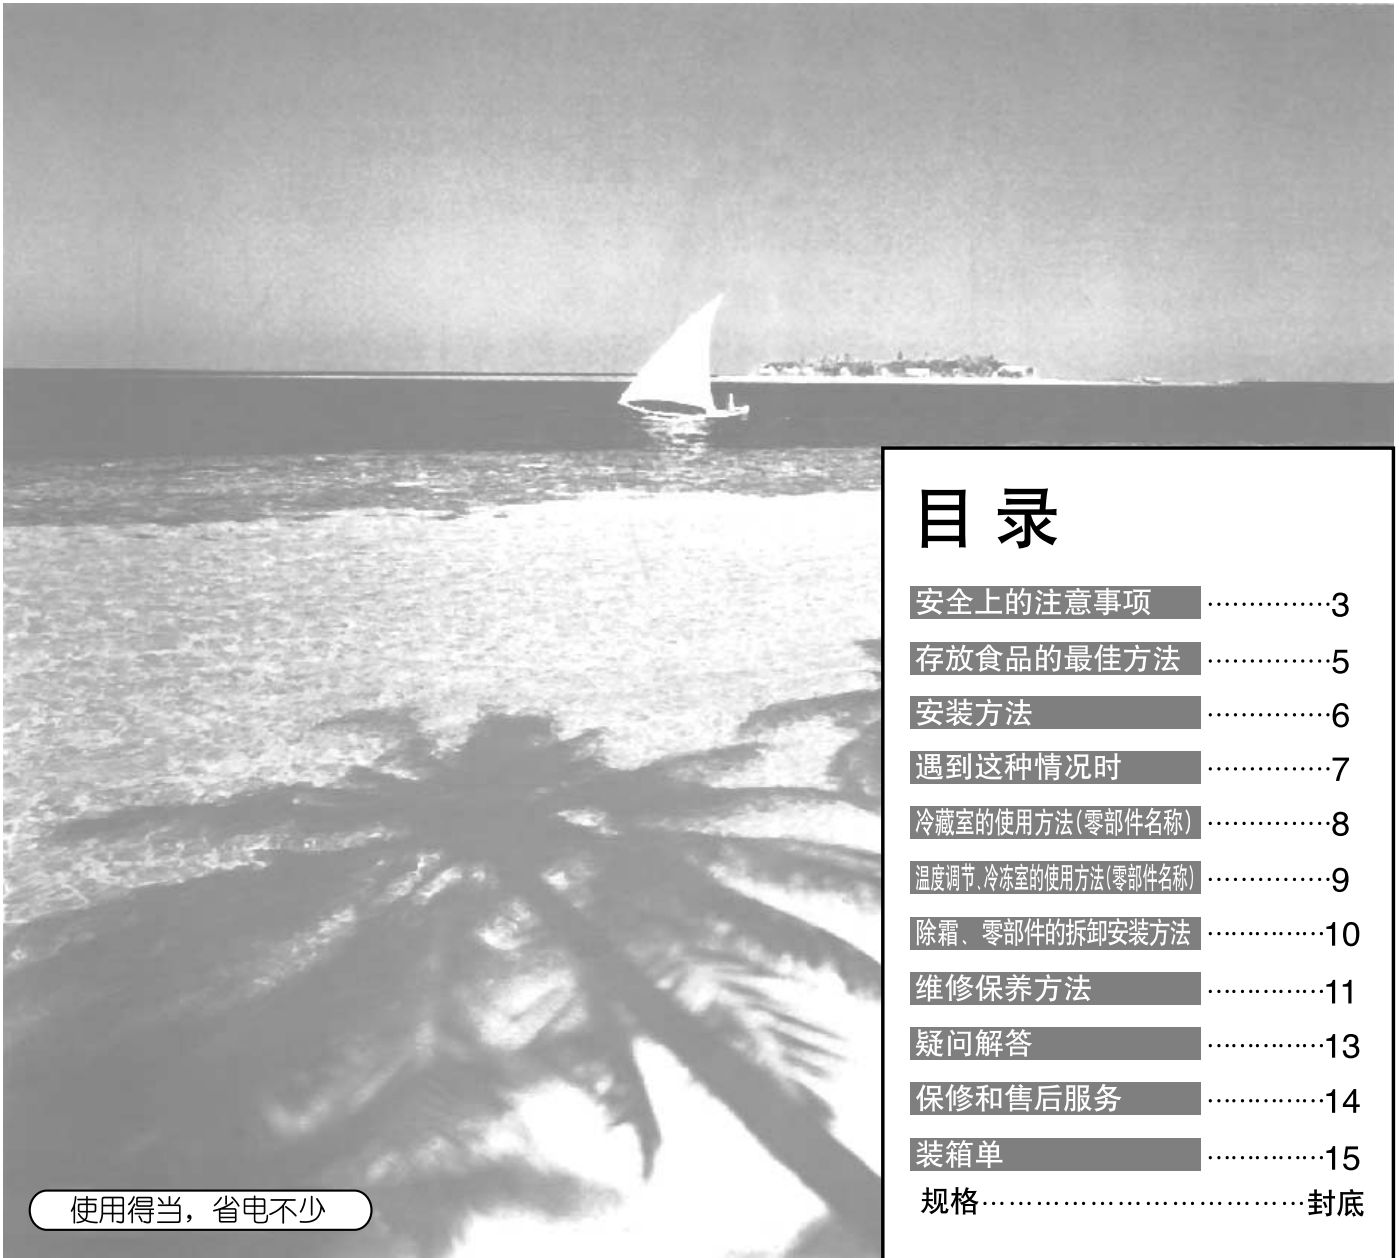 目录
安全上的注意事项……………3
存放食品的最佳方法……………5
安装方法……………6
遇到这种情况时……………7
冷藏室的使用方法(零部件名称)……………8
温度调节、冷冻室的使用方法(零部件名称)……………9
除霜、零部件的拆卸安装方法……………10
维修保养方法……………11
疑问解答……………13
保修和售后服务……………14
装箱单……………15
规格………………………………封底
使用得当，省电不少